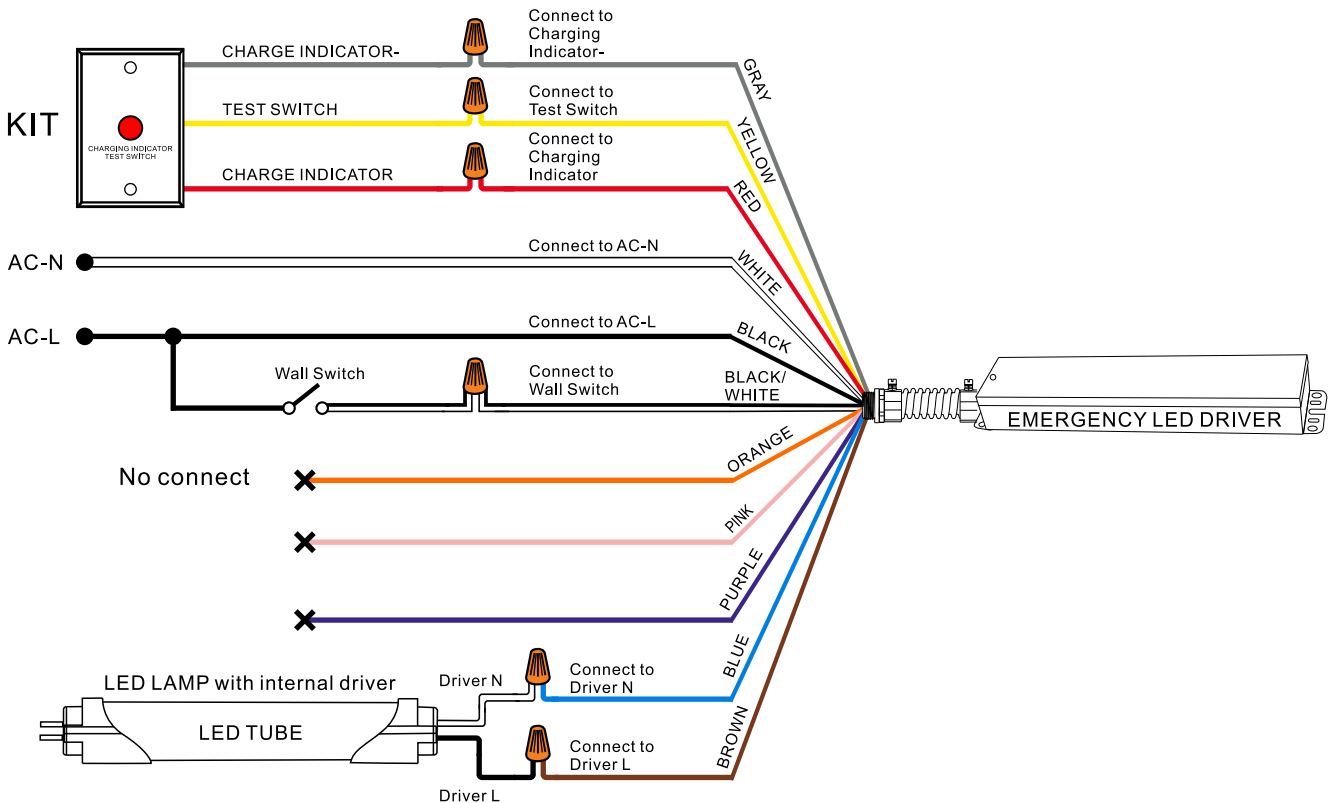 KIT
CHARGING INDICATOR
TEST SWITCH
CHARGE INDICATOR-
Connect to
Charging
Indicator-
GRAY
TEST SWITCH
Connect to
Test Switch
YELLOW
CHARGE INDICATOR
Connect to
Charging
Indicator
RED
AC-N
Connect to AC-N
WHITE
AC-L
Connect to AC-L
BLACK
Wall Switch
Connect to
Wall Switch
BLACK/
WHITE
EMERGENCY LED DRIVER
No connect
ORANGE
PINK
PURPLE
LED LAMP with internal driver
LED TUBE
Driver N
Connect to
Driver N
BLUE
Driver L
Connect to
Driver L
BROWN